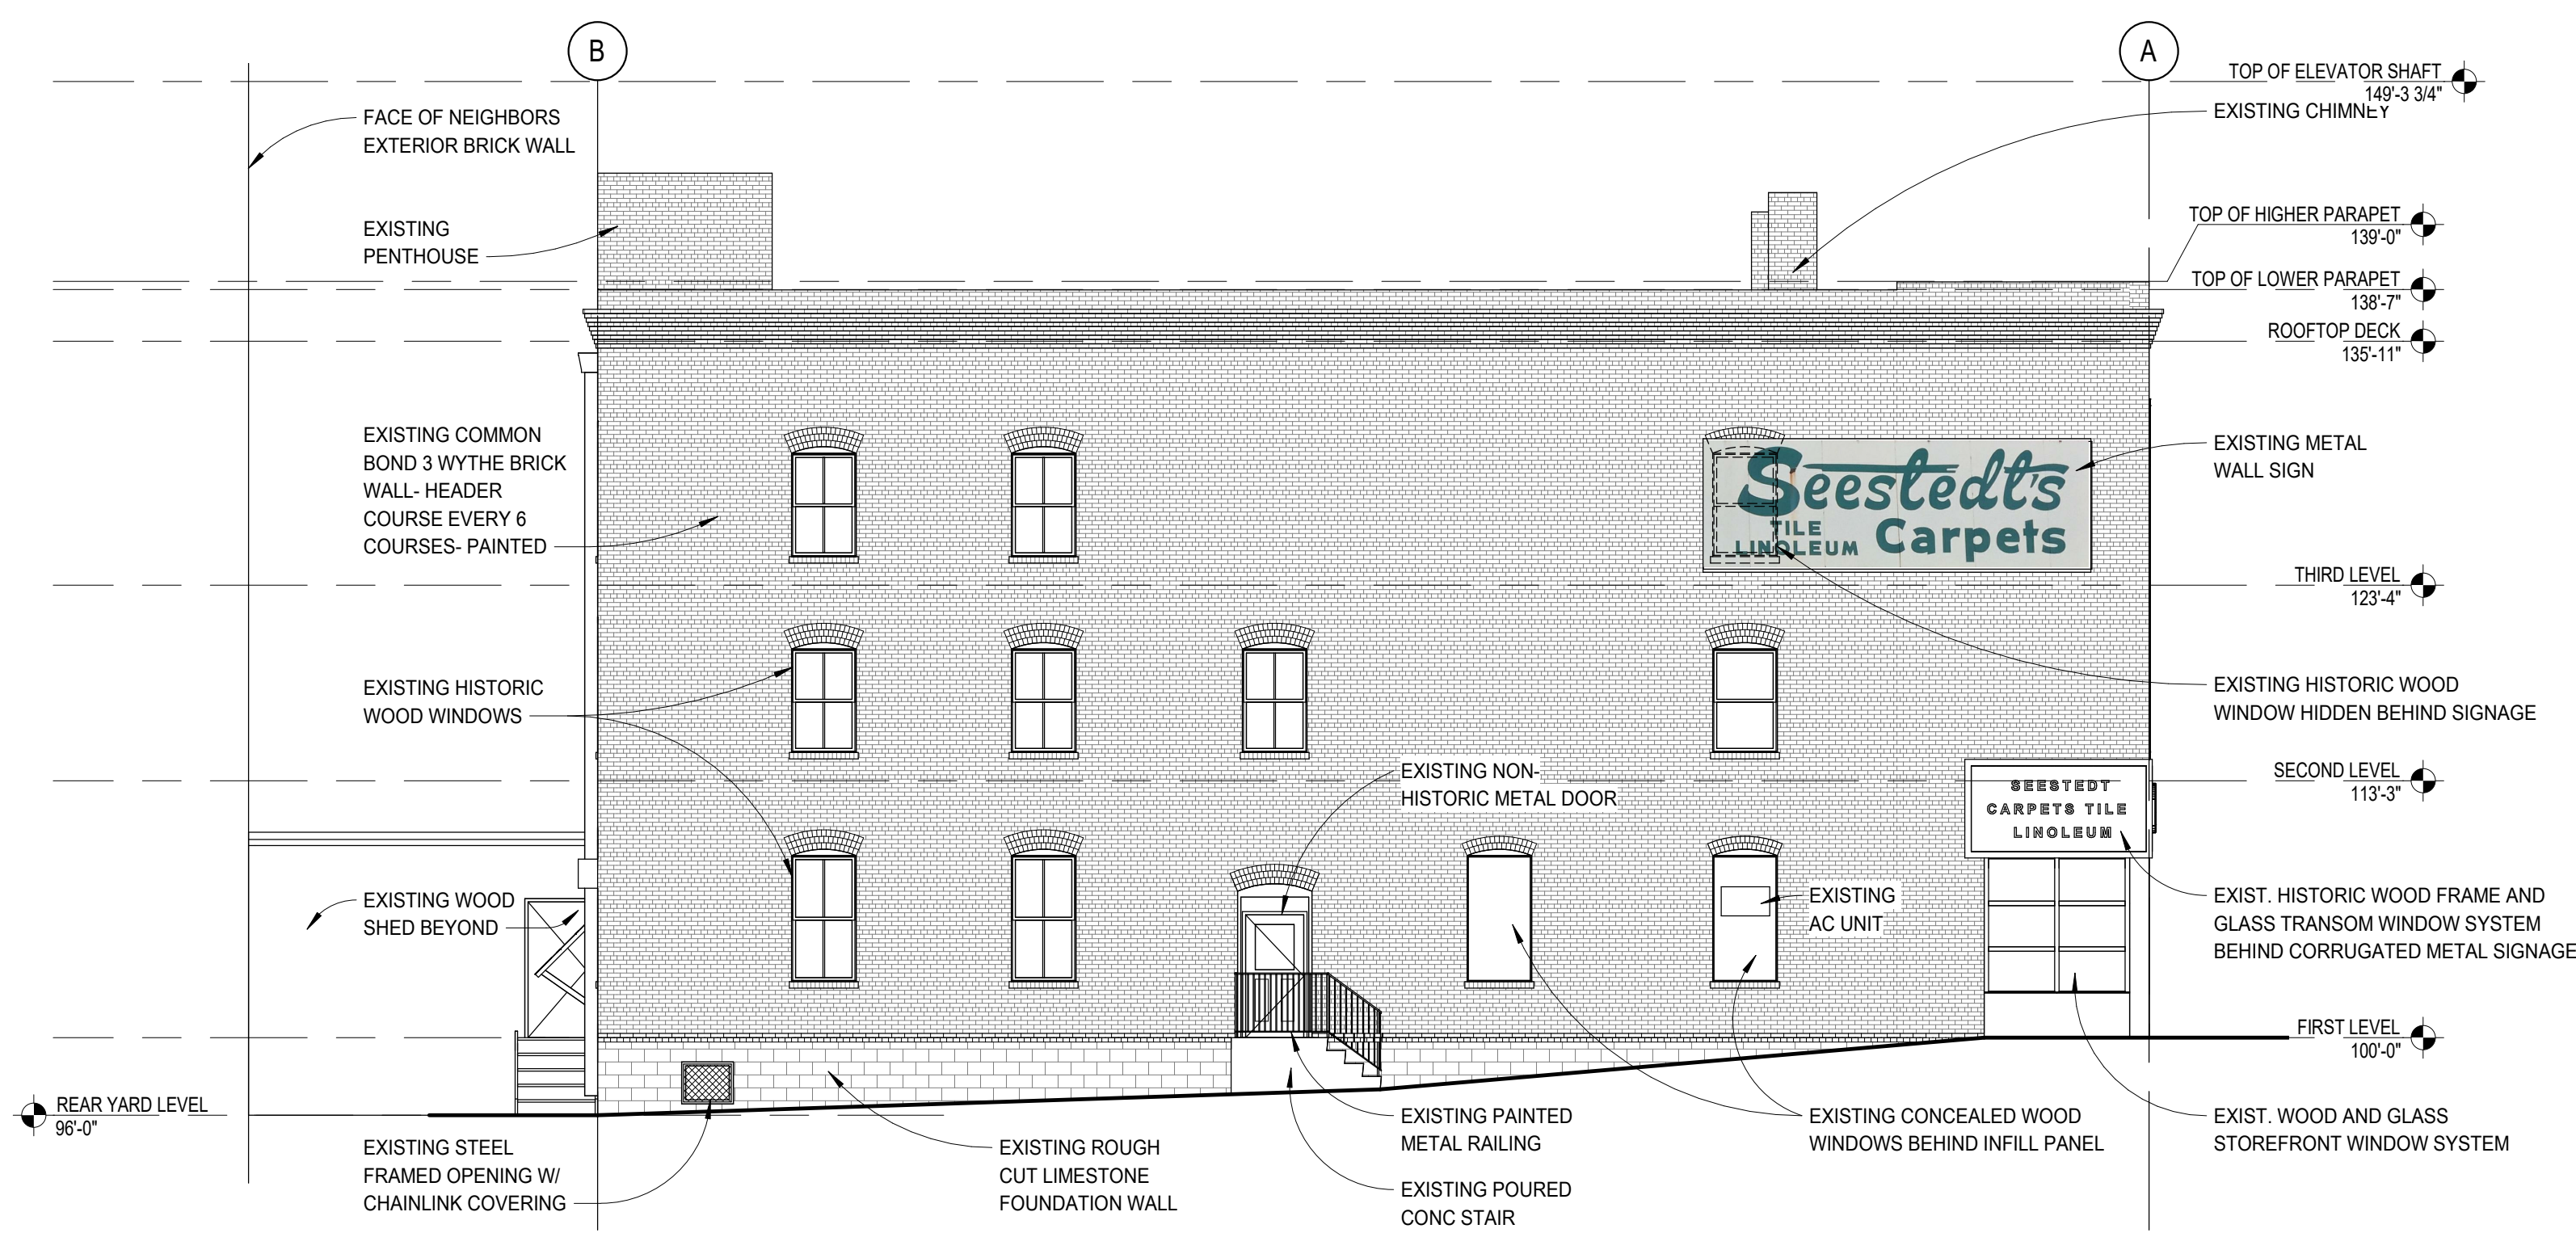 B
A
TOP OF ELEVATOR SHAFT
149'-3 3/4"
EXISTING CHIMNEY
FACE OF NEIGHBORS
EXTERIOR BRICK WALL
EXISTING
PENTHOUSE
TOP OF HIGHER PARAPET
139'-0"
TOP OF LOWER PARAPET
138'-7"
ROOFTOP DECK
135'-11"
EXISTING COMMON
BOND 3 WYTHE BRICK
WALL- HEADER
COURSE EVERY 6
COURSES- PAINTED
Seestedt's
TILE
LINOLEUM
Carpets
EXISTING METAL
WALL SIGN
THIRD LEVEL
123'-4"
EXISTING HISTORIC
WOOD WINDOWS
EXISTING HISTORIC WOOD
WINDOW HIDDEN BEHIND SIGNAGE
EXISTING NON-
HISTORIC METAL DOOR
SECOND LEVEL
113'-3"
SEESTEDT
CARPETS TILE
LINOLEUM
EXISTING WOOD
SHED BEYOND
EXISTING
AC UNIT
EXIST. HISTORIC WOOD FRAME AND
GLASS TRANSOM WINDOW SYSTEM
BEHIND CORRUGATED METAL SIGNAGE
FIRST LEVEL
100'-0"
REAR YARD LEVEL
96'-0"
EXISTING STEEL
FRAMED OPENING W/
CHAINLINK COVERING
EXISTING ROUGH
CUT LIMESTONE
FOUNDATION WALL
EXISTING PAINTED
METAL RAILING
EXISTING POURED
CONC STAIR
EXISTING CONCEALED WOOD
WINDOWS BEHIND INFILL PANEL
EXIST. WOOD AND GLASS
STOREFRONT WINDOW SYSTEM